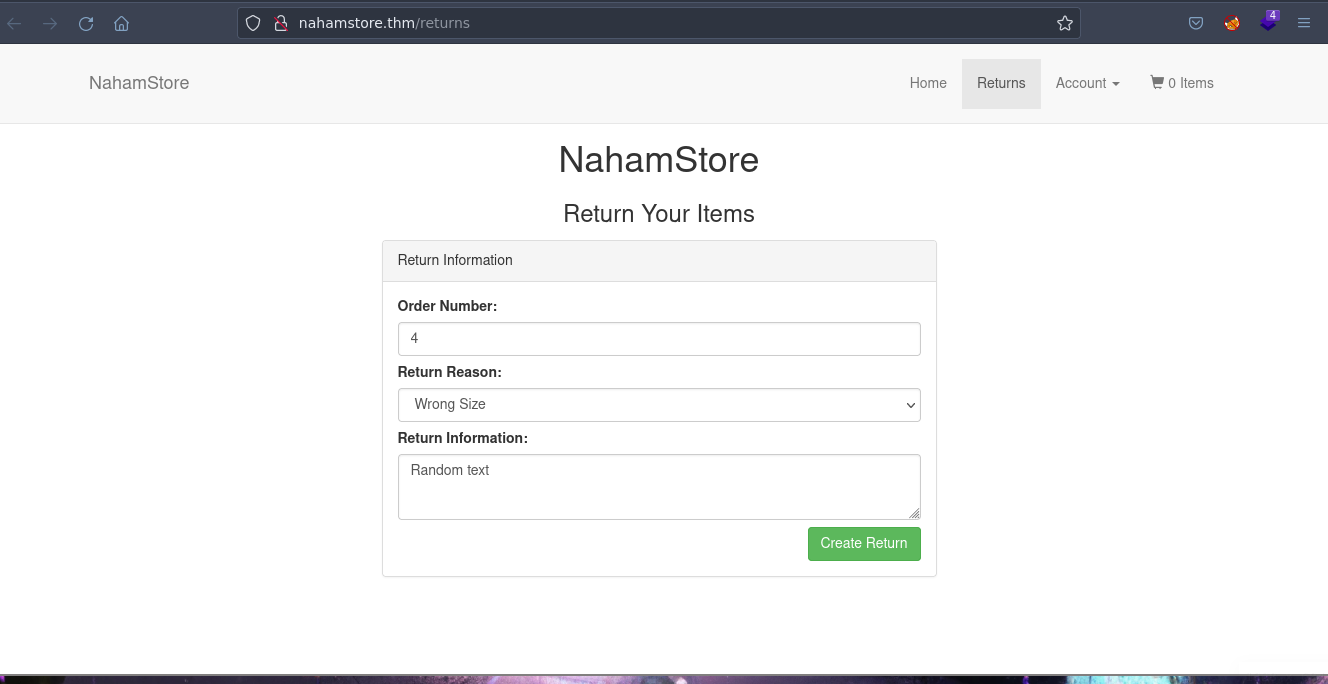 nahamstore.thm/returns
4
NahamStore
Home Returns Account 0 Items
NahamStore
Return Your Items
Return Information
Order Number:
4
Return Reason:
Wrong Size
Return Information:
Random text
Create Return